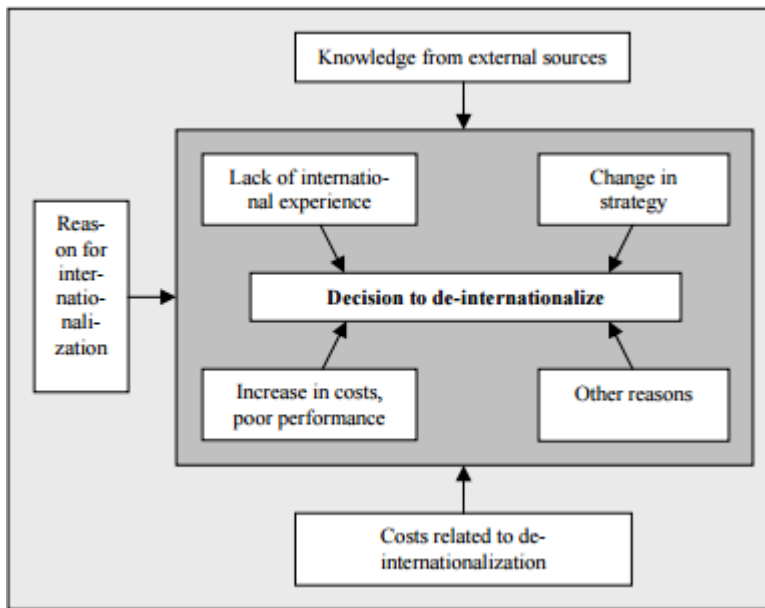 Knowledge from external sources
Lack of internatio-
nal experience
Change in
strategy
Reas-
on for
inter-
natio-
nali-
zation
Decision to de-internationalize
Increase in costs,
poor performance
Other reasons
Costs related to de-
internationalization